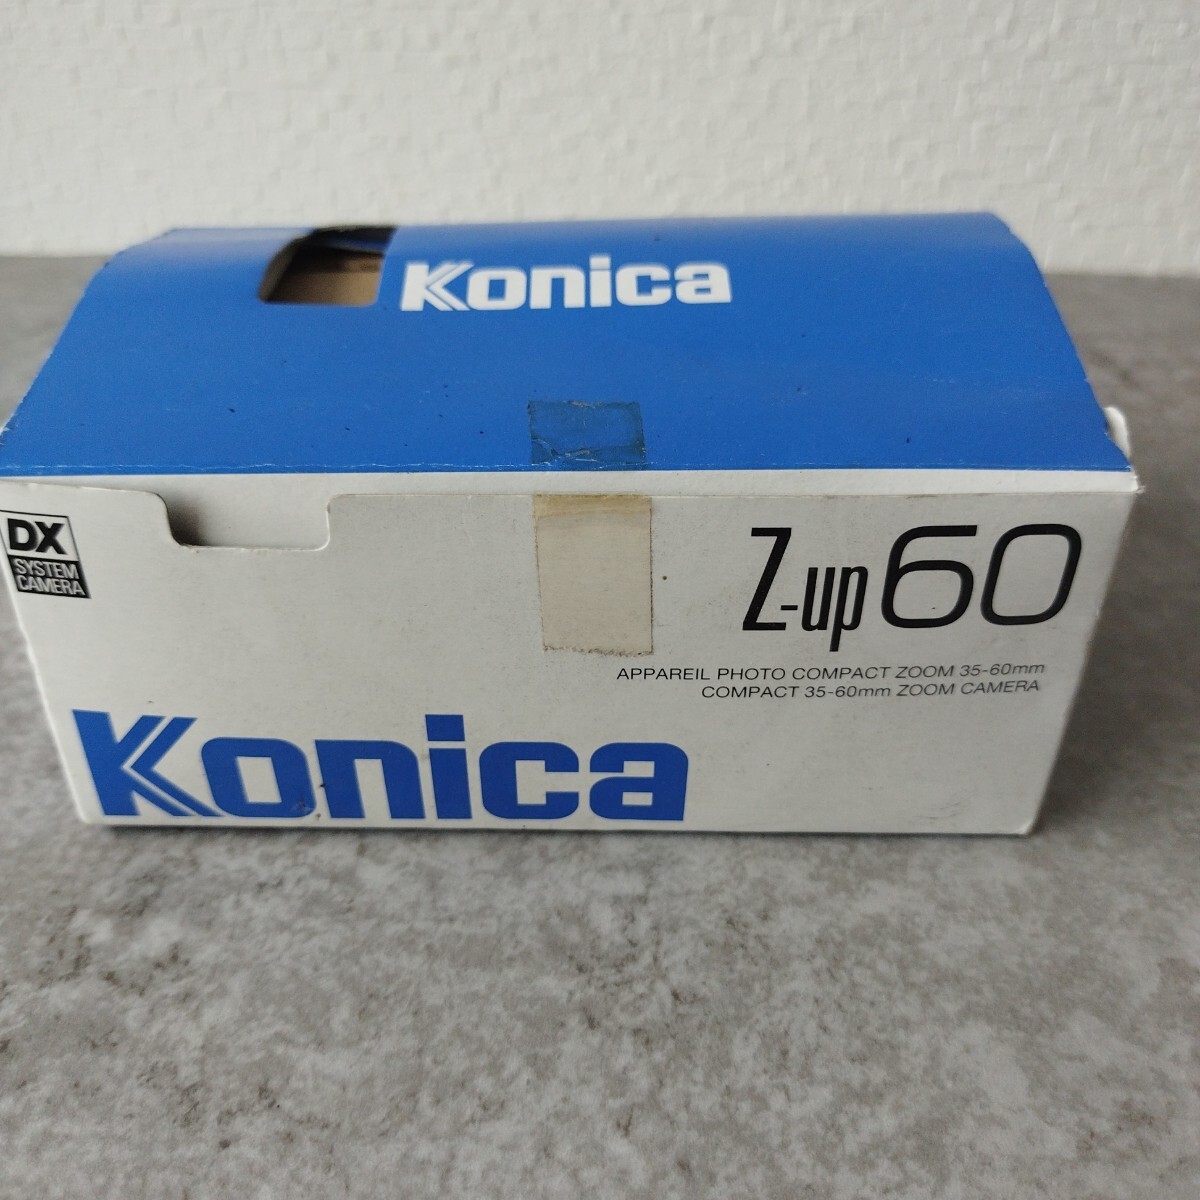 Konica
DX
SYSTEM
CAMERA
Z-up 60
APPAREIL PHOTO COMPACT ZOOM 35-60mm
COMPACT 35-60mm ZOOM CAMERA
Konica